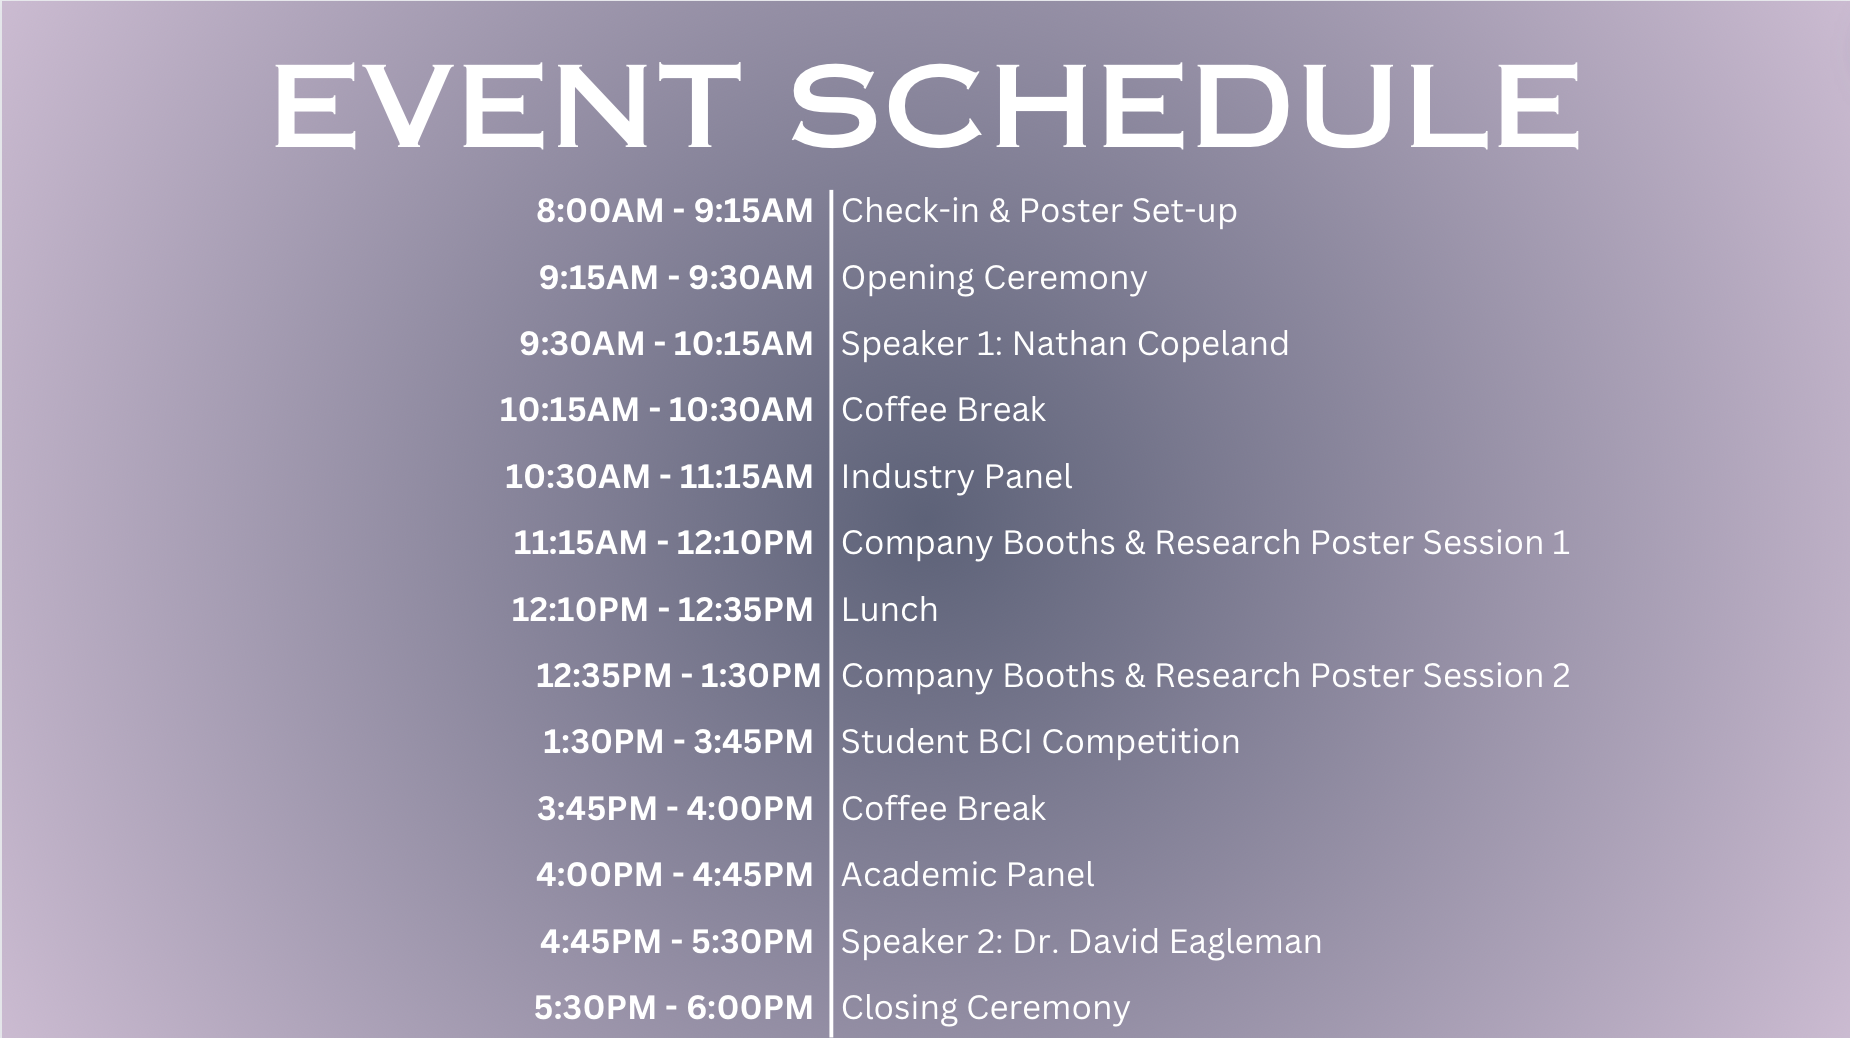 EVENT SCHEDULE
8:00AM - 9:15AM Check-in & Poster Set-up
9:15AM - 9:30AM Opening Ceremony
9:30AM - 10:15AM Speaker 1: Nathan Copeland
10:15AM - 10:30AM Coffee Break
10:30AM - 11:15AM Industry Panel
11:15AM - 12:10PM Company Booths & Research Poster Session 1
12:10PM - 12:35PM Lunch
12:35PM - 1:30PM Company Booths & Research Poster Session 2
1:30PM - 3:45PM Student BCI Competition
3:45PM - 4:00PM Coffee Break
4:00PM - 4:45PM Academic Panel
4:45PM - 5:30PM Speaker 2: Dr. David Eagleman
5:30PM - 6:00PM Closing Ceremony